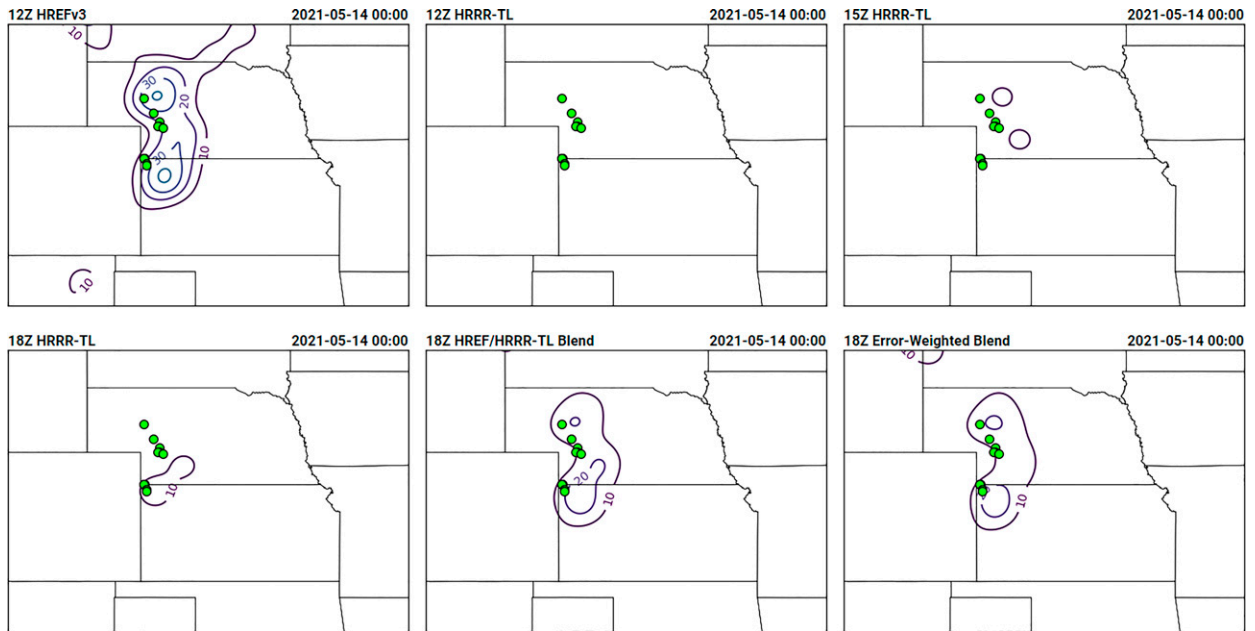 12Z HREFv3 2021-05-14 00:00
12Z HRRR-TL 2021-05-14 00:00
15Z HRRR-TL 2021-05-14 00:00
10
30
20
10
30
10
18Z HRRR-TL 2021-05-14 00:00
18Z HREF/HRRR-TL Blend 2021-05-14 00:00
18Z Error-Weighted Blend 2021-05-14 00:00
10
10
20
10
10